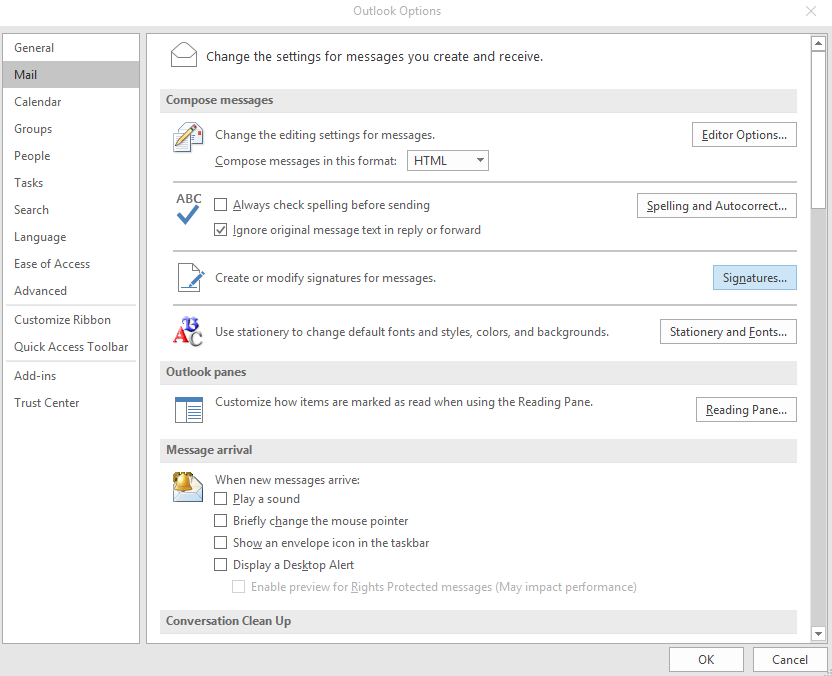 Outlook Options
General
Mail
Calendar
Groups
People
Tasks
Search
Language
Ease of Access
Advanced
Customize Ribbon
Quick Access Toolbar
Add-ins
Trust Center
Change the settings for messages you create and receive.
Compose messages
Change the editing settings for messages.
Editor Options...
Compose messages in this format: HTML
ABC
Always check spelling before sending
Spelling and Autocorrect...
Ignore original message text in reply or forward
Create or modify signatures for messages.
Signatures...
ABC
Use stationery to change default fonts and styles, colors, and backgrounds.
Stationery and Fonts...
Outlook panes
Customize how items are marked as read when using the Reading Pane.
Reading Pane...
Message arrival
When new messages arrive:
Play a sound
Briefly change the mouse pointer
Show an envelope icon in the taskbar
Display a Desktop Alert
Enable preview for Rights Protected messages (May impact performance)
Conversation Clean Up
OK
Cancel